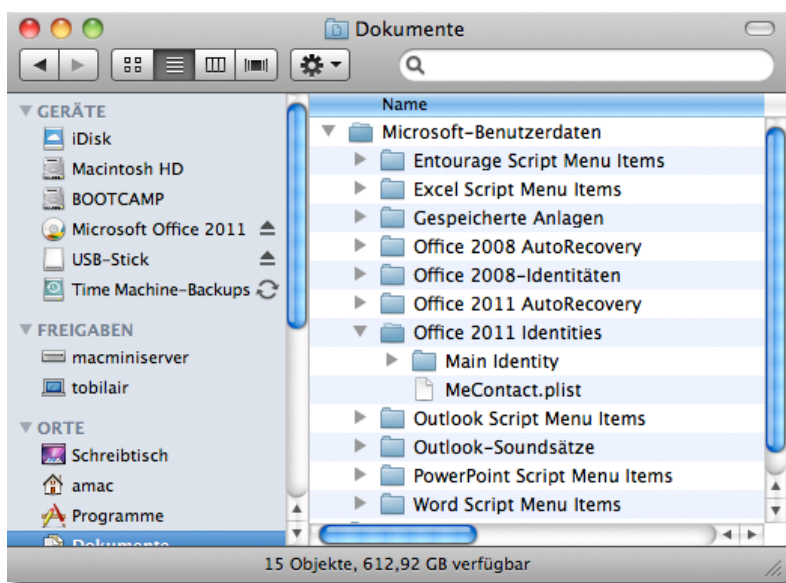 Dokumente
GERÄTE
iDisk
Macintosh HD
BOOTCAMP
Microsoft Office 2011
USB-Stick
Time Machine-Backups
FREIGABEN
macminiserver
tobilair
ORTE
Schreibtisch
amac
Programme
Dokumente
Name
Microsoft-Benutzerdaten
Entourage Script Menu Items
Excel Script Menu Items
Gespeicherte Anlagen
Office 2008 AutoRecovery
Office 2008-Identitäten
Office 2011 AutoRecovery
Office 2011 Identities
Main Identity
MeContact.plist
Outlook Script Menu Items
Outlook-Soundsätze
PowerPoint Script Menu Items
Word Script Menu Items
15 Objekte, 612,92 GB verfügbar